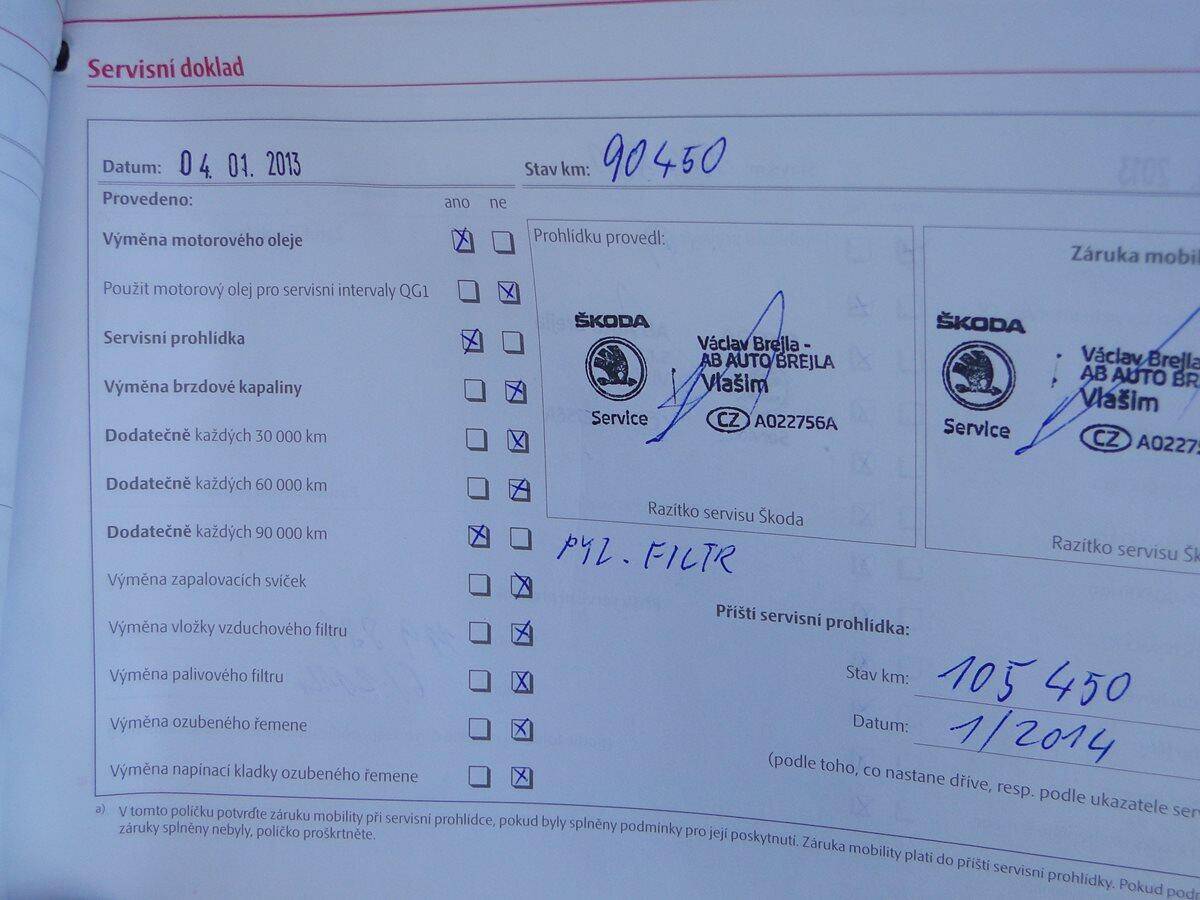 Servisní doklad
Datum: 04. 01. 2013
Stav km: 90450
Provedeno: ano ne
Výměna motorového oleje
Použit motorový olej pro servisní intervaly QG1
Servisní prohlídka
Výměna brzdové kapaliny
Dodatečně každých 30 000 km
Dodatečně každých 60 000 km
Dodatečně každých 90 000 km
Výměna zapalovacích svíček
Výměna vložky vzduchového filtru
Výměna palivového filtru
Výměna ozubeného řemene
Výměna napínací kladky ozubeného řemene
Prohlídku provedl:
ŠKODA
Service
Václav Brejla -
AB AUTO BREJLA
Vlašim
CZ A022756A
Razítko servisu Škoda
Záruka mobil
ŠKODA
Service
Václav Brejla
AB AUTO BR
Vlašim
CZ A0227
Razítko servisu Šk
PYL. FILTR
Příští servisní prohlídka:
Stav km: 105 450
Datum: 1/2014
(podle toho, co nastane dříve, resp. podle ukazatele ser
a) V tomto políčku potvrďte záruku mobility při servisní prohlídce, pokud byly splněny podmínky pro její poskytnutí. Záruka mobility platí do příští servisní prohlídky. Pokud pod
záruky splněny nebyly, políčko proškrtněte.